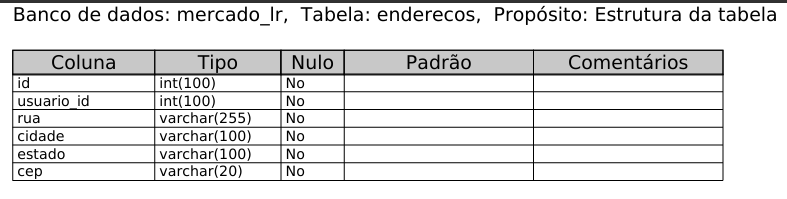 Banco de dados: mercado_lr, Tabela: enderecos, Propósito: Estrutura da tabela
Coluna Tipo Nulo Padrão Comentários
id int(100) No
usuario_id int(100) No
rua varchar(255) No
cidade varchar(100) No
estado varchar(100) No
cep varchar(20) No